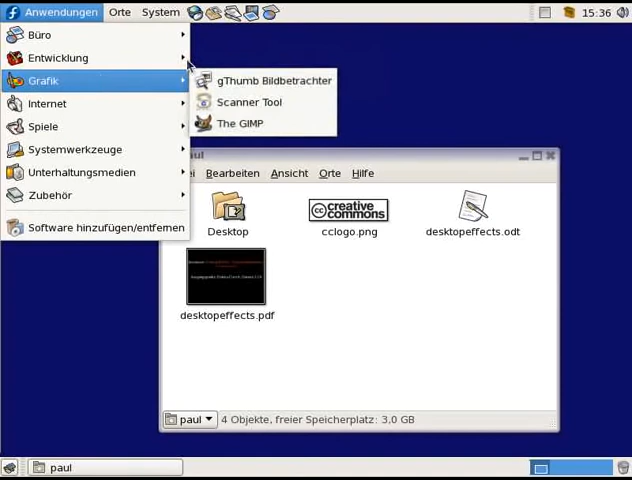 Anwendungen Orte System 15:36
Büro
Entwicklung
Grafik
Internet
Spiele
Systemwerkzeuge
Unterhaltungsmedien
Zubehör
Software hinzufügen/entfernen
gThumb Bildbetrachter
Scanner Tool
The GIMP
paul
ei Bearbeiten Ansicht Orte Hilfe
Desktop
creative commons
cclogo.png
desktopeffects.odt
desktopeffects.pdf
paul 4 Objekte, freier Speicherplatz: 3,0 GB
paul